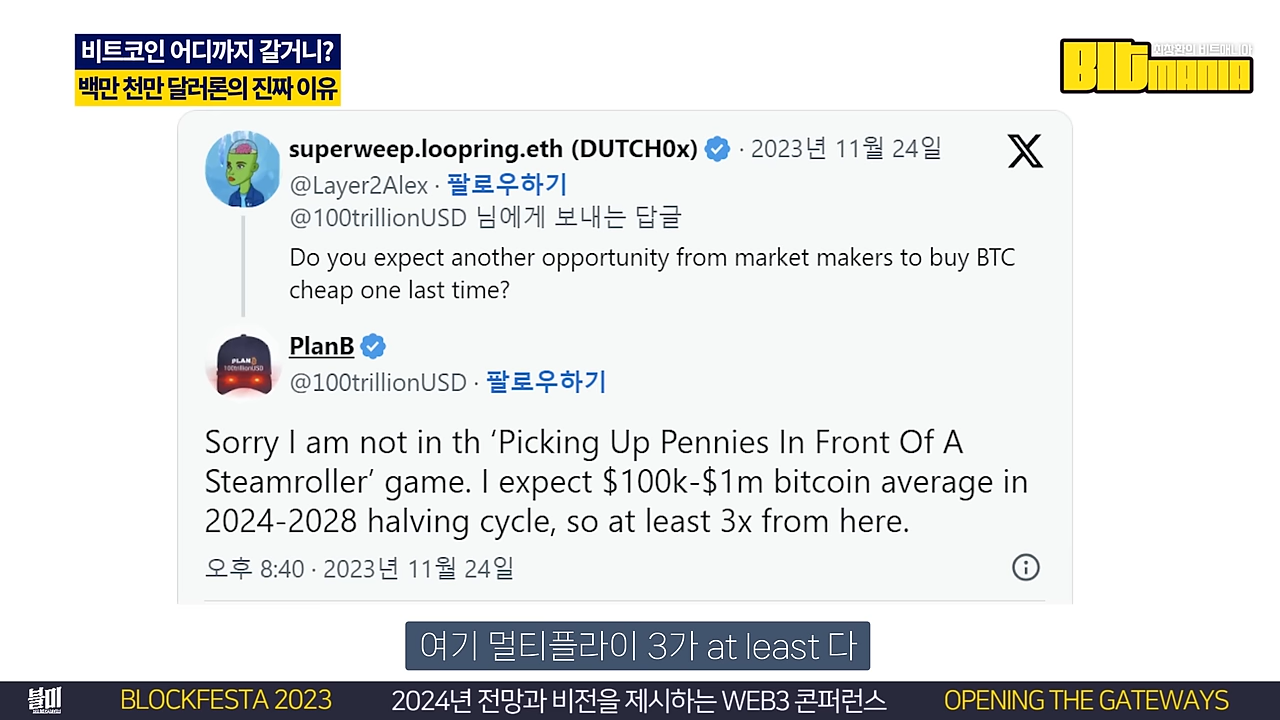 비트코인 어디까지 갈거니?
백만 천만 달러론의 진짜 이유
BIT MANIA
superweep.loopring.eth (DUTCH0x) · 2023년 11월 24일
@Layer2Alex · 팔로우하기
@100trillionUSD 님에게 보내는 답글
Do you expect another opportunity from market makers to buy BTC
cheap one last time?
PLAN₿
100trillionUSD
PlanB
@100trillionUSD · 팔로우하기
Sorry I am not in th ‘Picking Up Pennies In Front Of A
Steamroller’ game. I expect $100k-$1m bitcoin average in
2024-2028 halving cycle, so at least 3x from here.
오후 8:40 · 2023년 11월 24일
여기 멀티플라이 3가 at least 다
BLOCKFESTA 2023 2024년 전망과 비전을 제시하는 WEB3 콘퍼런스 OPENING THE GATEWAYS